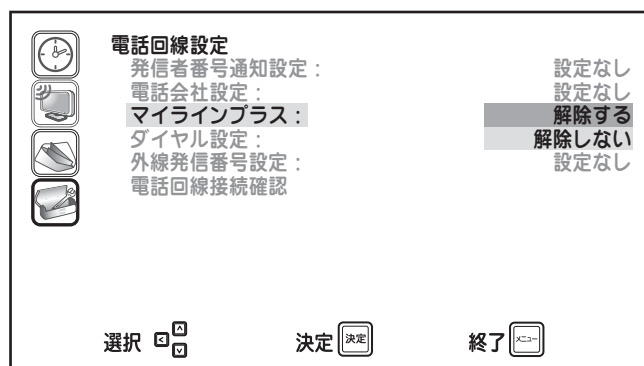 電話回線設定
発信者番号通知設定： 設定なし
電話会社設定： 設定なし
マイラインプラス： 解除する
ダイヤル設定： 解除しない
外線発信番号設定： 設定なし
電話回線接続確認
選択 決定 決定 終了 メニュー